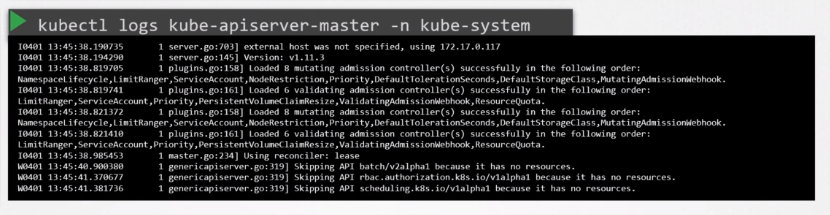 kubectl logs kube-apiserver-master -n kube-system
I0401 13:45:38.190735 1 server.go:703] external host was not specified, using 172.17.0.117
I0401 13:45:38.194290 1 server.go:145] Version: v1.11.3
I0401 13:45:38.819705 1 plugins.go:158] Loaded 8 mutating admission controller(s) successfully in the following order:
NamespaceLifecycle,LimitRanger,ServiceAccount,NodeRestriction,Priority,DefaultTolerationSeconds,DefaultStorageClass,MutatingAdmissionWebhook.
I0401 13:45:38.819741 1 plugins.go:161] Loaded 6 validating admission controller(s) successfully in the following order:
LimitRanger,ServiceAccount,Priority,PersistentVolumeClaimResize,ValidatingAdmissionWebhook,ResourceQuota.
I0401 13:45:38.821372 1 plugins.go:158] Loaded 8 mutating admission controller(s) successfully in the following order:
NamespaceLifecycle,LimitRanger,ServiceAccount,NodeRestriction,Priority,DefaultTolerationSeconds,DefaultStorageClass,MutatingAdmissionWebhook.
I0401 13:45:38.821410 1 plugins.go:161] Loaded 6 validating admission controller(s) successfully in the following order:
LimitRanger,ServiceAccount,Priority,PersistentVolumeClaimResize,ValidatingAdmissionWebhook,ResourceQuota.
I0401 13:45:38.985453 1 master.go:234] Using reconciler: lease
W0401 13:45:40.900380 1 genericapiserver.go:319] Skipping API batch/v2alpha1 because it has no resources.
W0401 13:45:41.370677 1 genericapiserver.go:319] Skipping API rbac.authorization.k8s.io/v1alpha1 because it has no resources.
W0401 13:45:41.381736 1 genericapiserver.go:319] Skipping API scheduling.k8s.io/v1alpha1 because it has no resources.